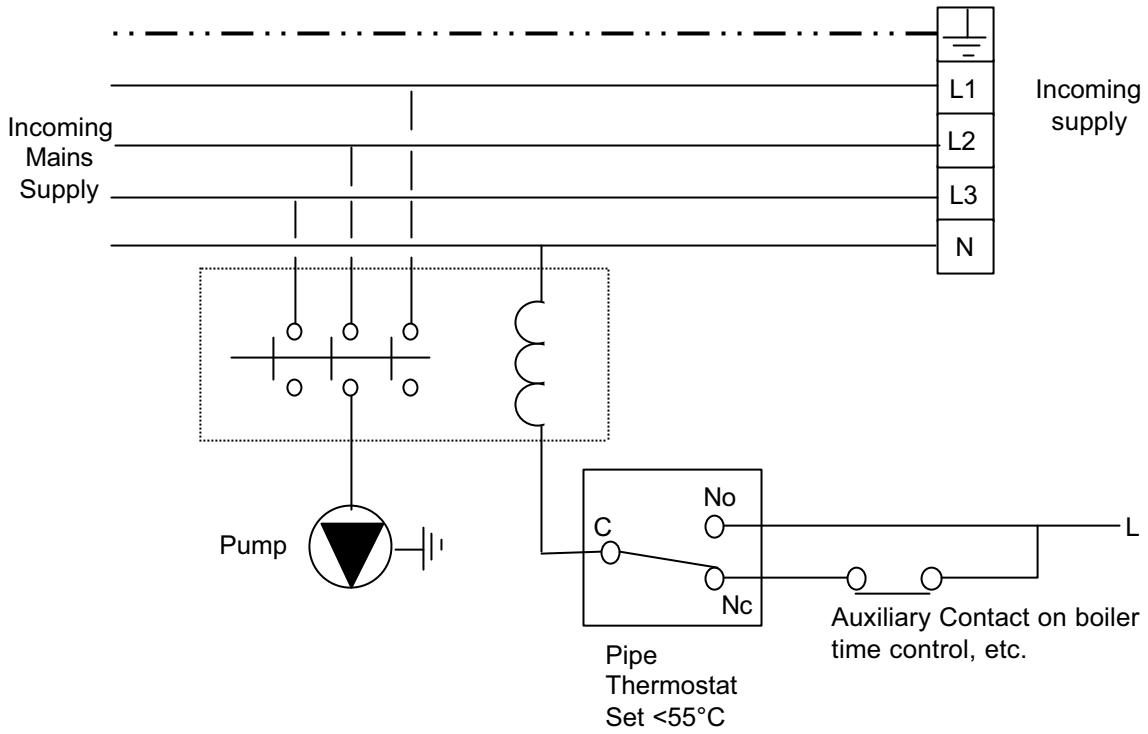 Incoming
Mains
Supply
L1
L2
L3
N
Incoming
supply
Pump
No
C
Nc
L
Auxiliary Contact on boiler
time control, etc.
Pipe
Thermostat
Set <55°C